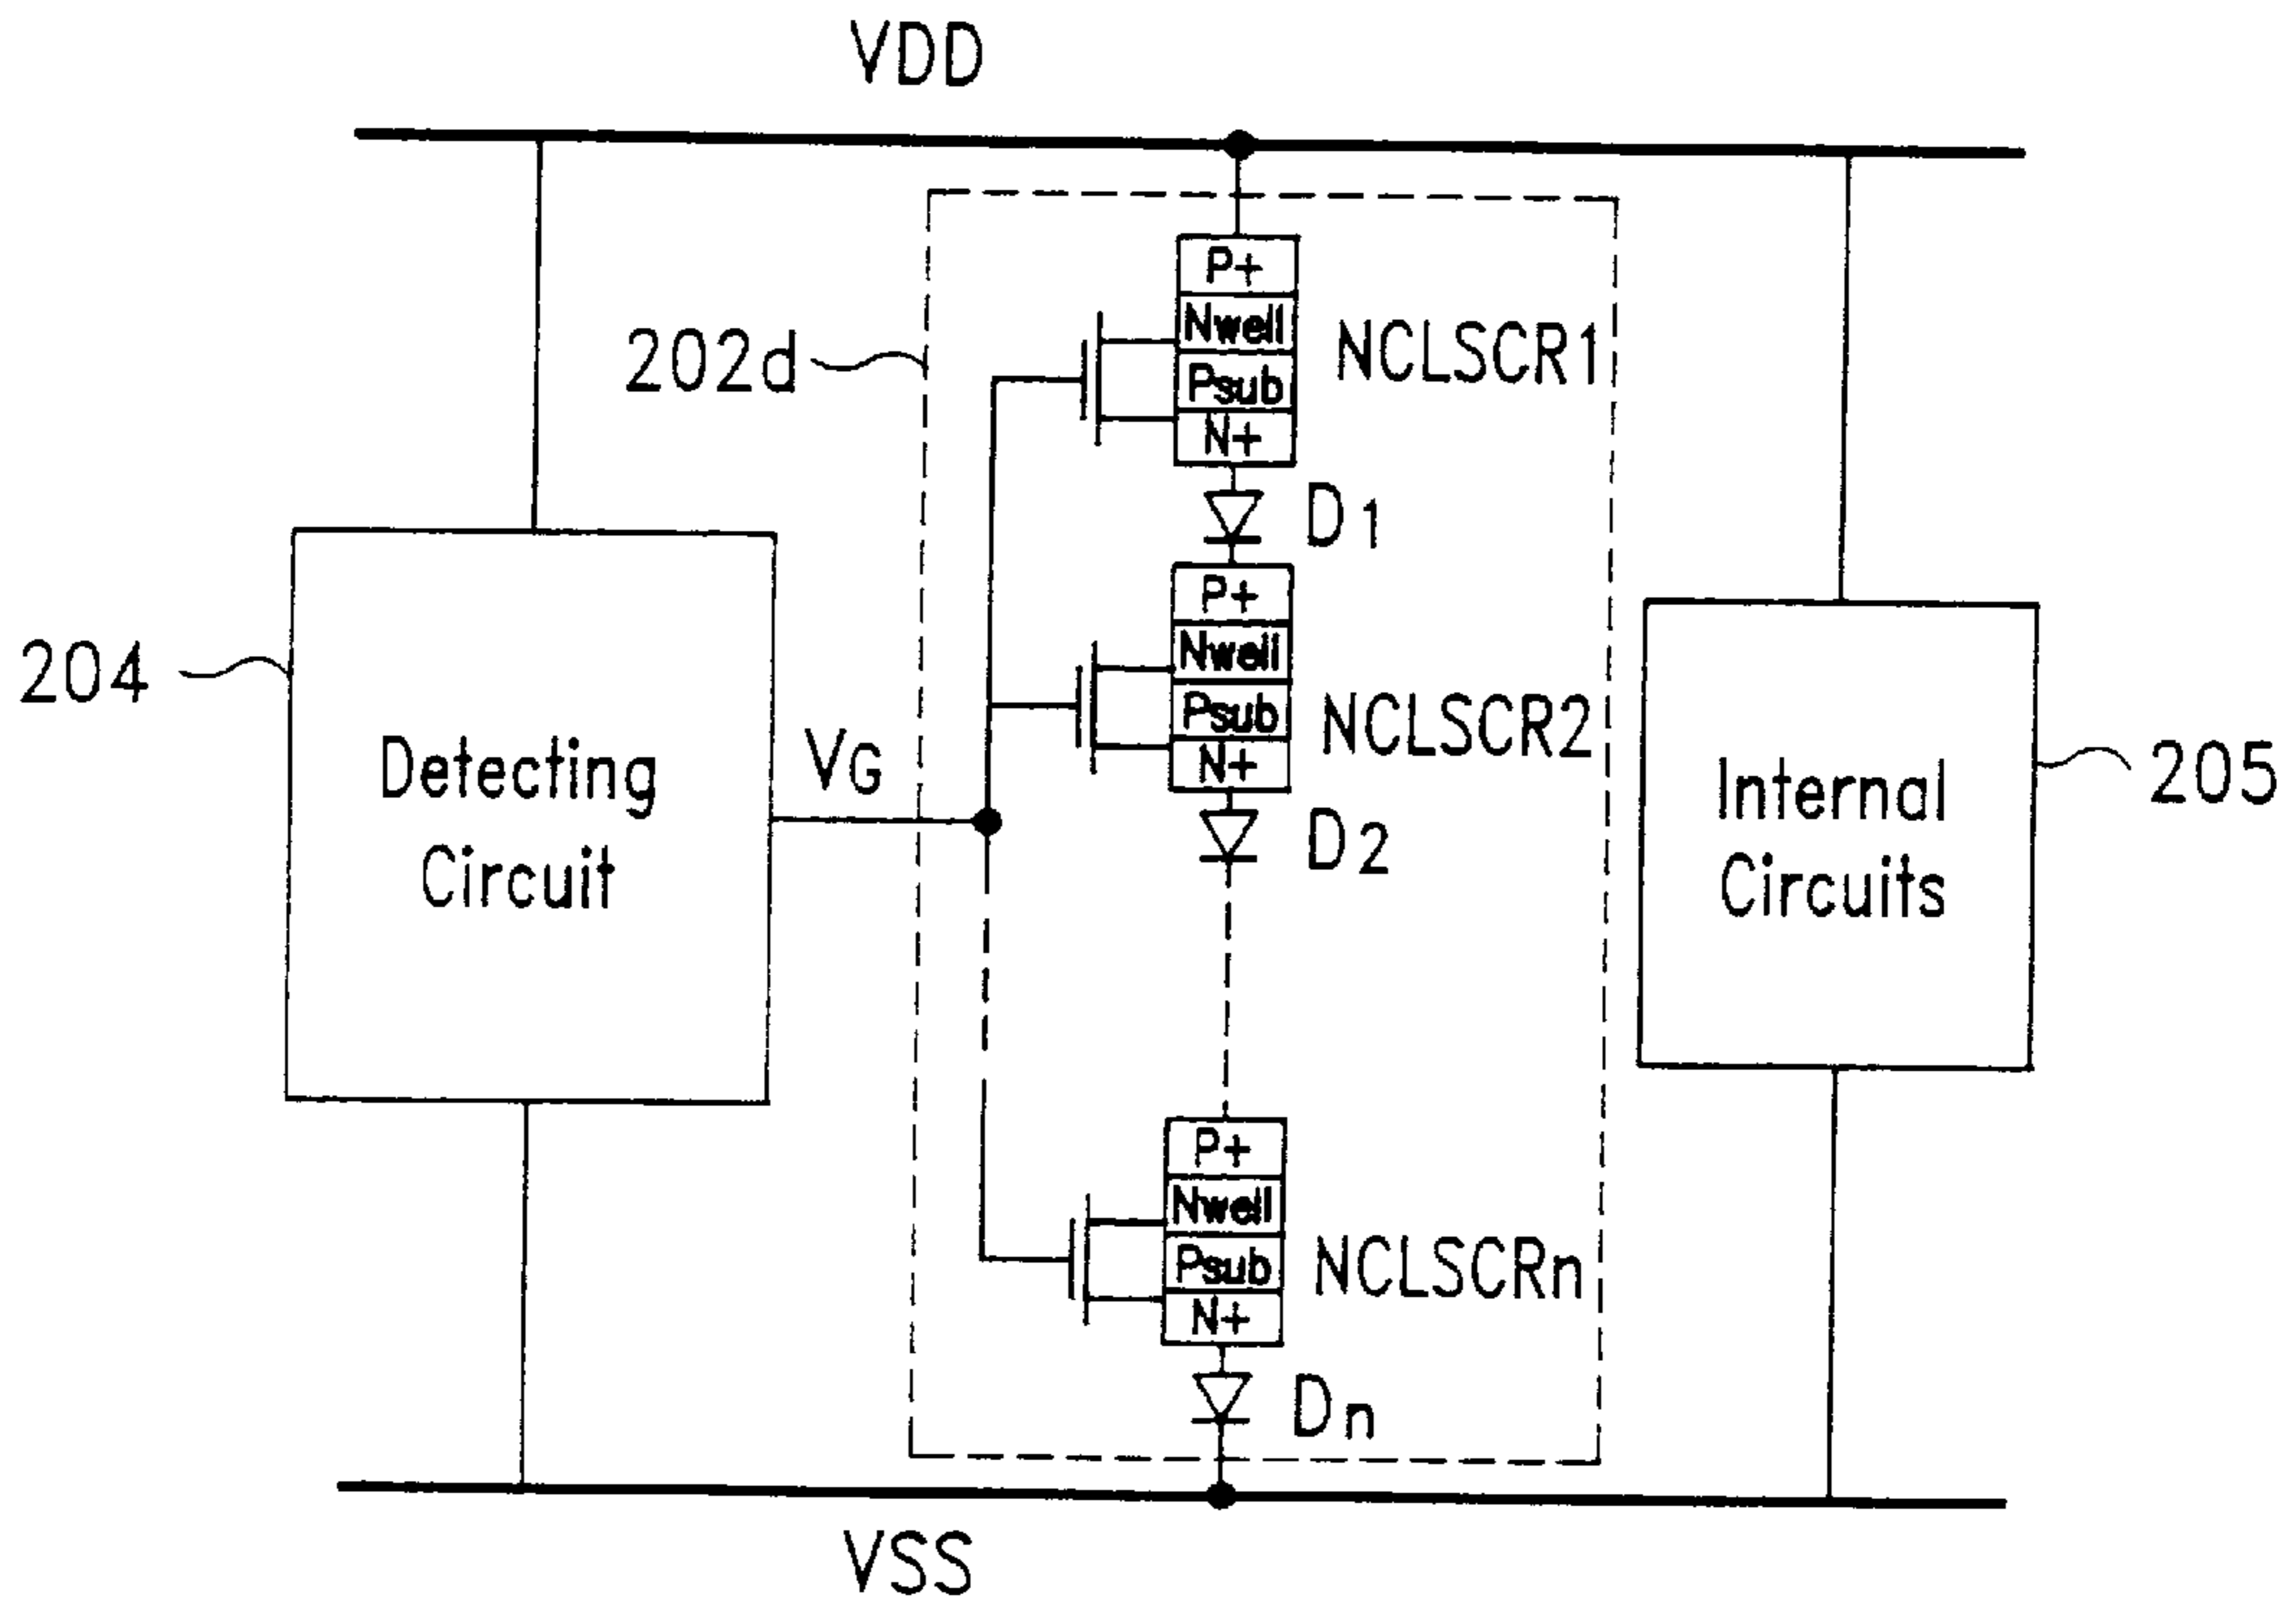 VDD
P+
Nwell
Psub
N+
NCLSCR1
202d
D1
P+
Nwell
Psub
N+
NCLSCR2
204
Detecting
Circuit
VG
D2
Internal
Circuits
205
P+
Nwell
Psub
N+
NCLSCRn
Dn
VSS